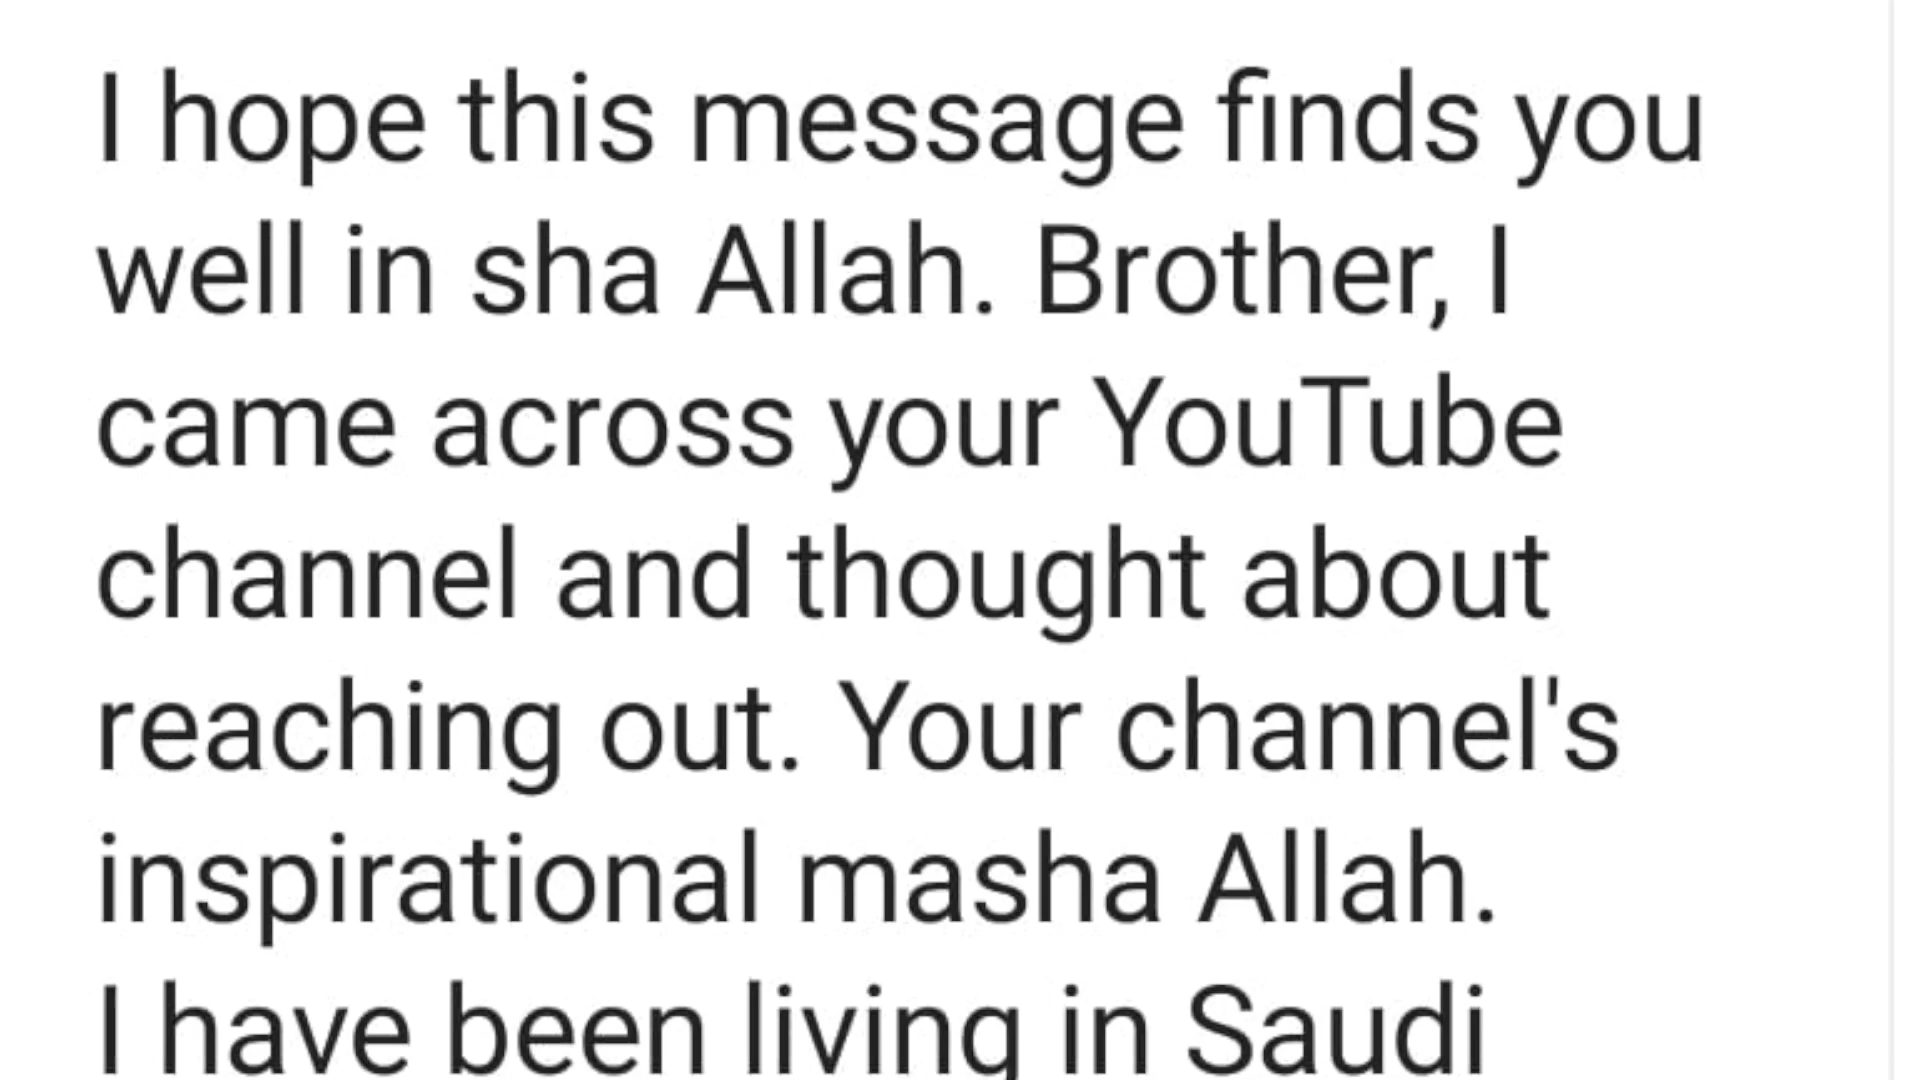 I hope this message finds you
well in sha Allah. Brother, I
came across your YouTube
channel and thought about
reaching out. Your channel's
inspirational masha Allah.
I have been living in Saudi